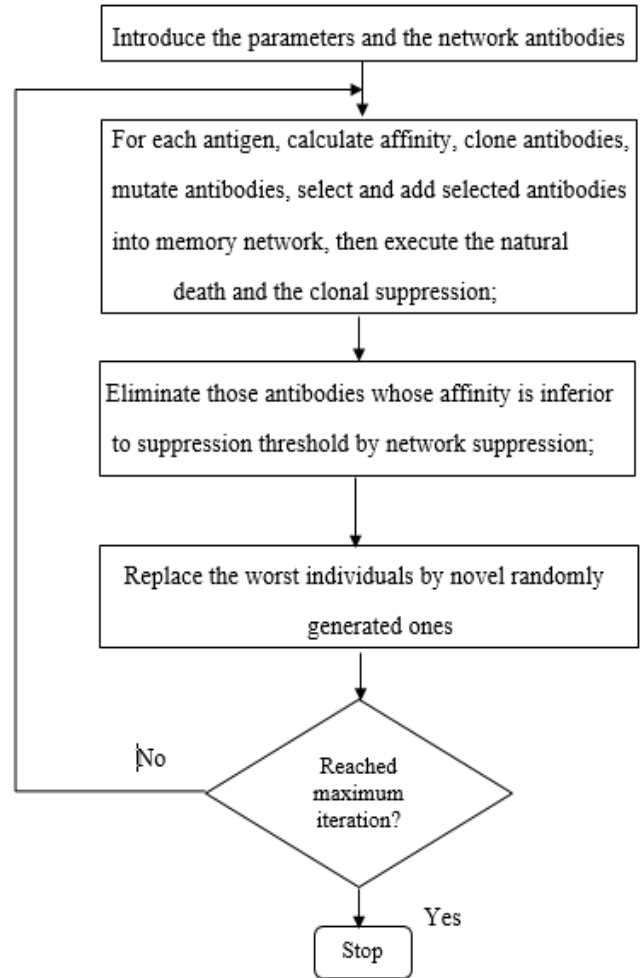 Introduce the parameters and the network antibodies
For each antigen, calculate affinity, clone antibodies,
mutate antibodies, select and add selected antibodies
into memory network, then execute the natural
death and the clonal suppression;
Eliminate those antibodies whose affinity is inferior
to suppression threshold by network suppression;
Replace the worst individuals by novel randomly
generated ones
No
Reached
maximum
iteration?
Yes
Stop